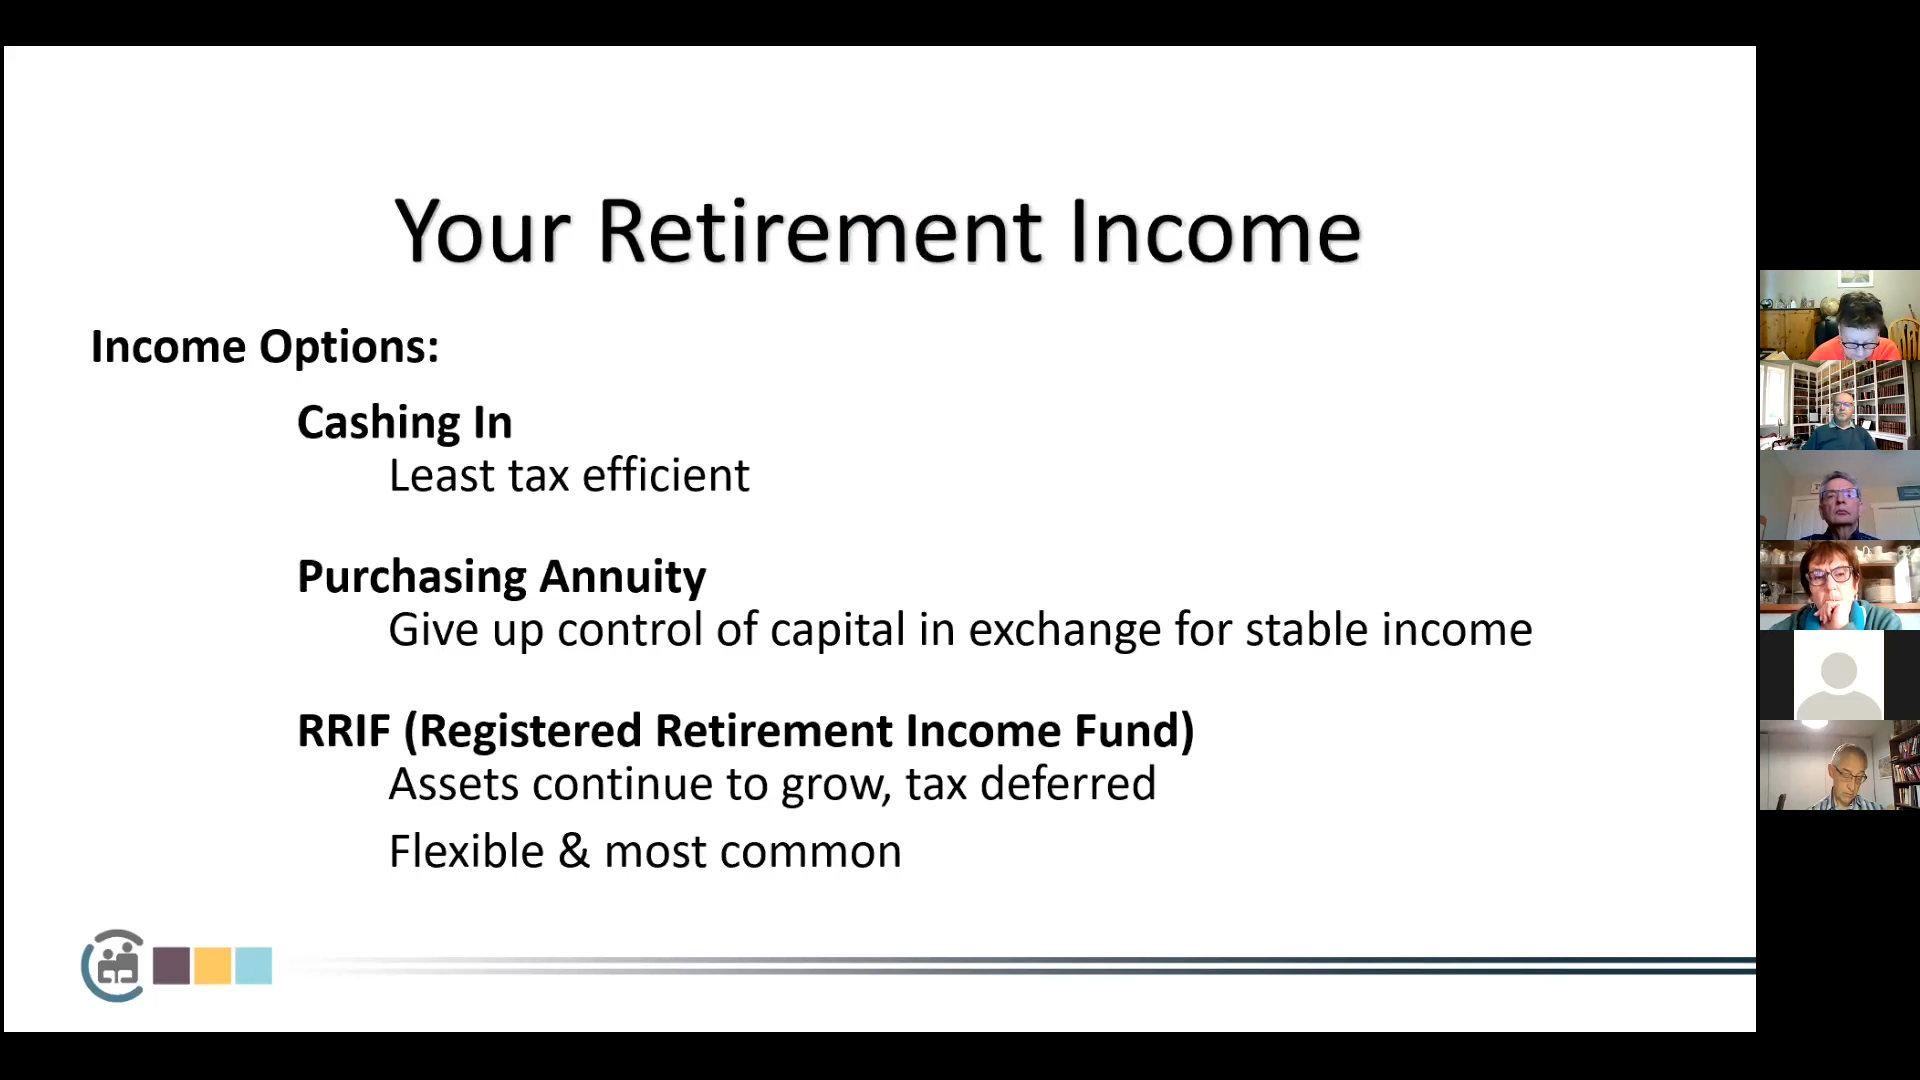 Your Retirement Income
Income Options:
Cashing In
Least tax efficient
Purchasing Annuity
Give up control of capital in exchange for stable income
RRIF (Registered Retirement Income Fund)
Assets continue to grow, tax deferred
Flexible & most common